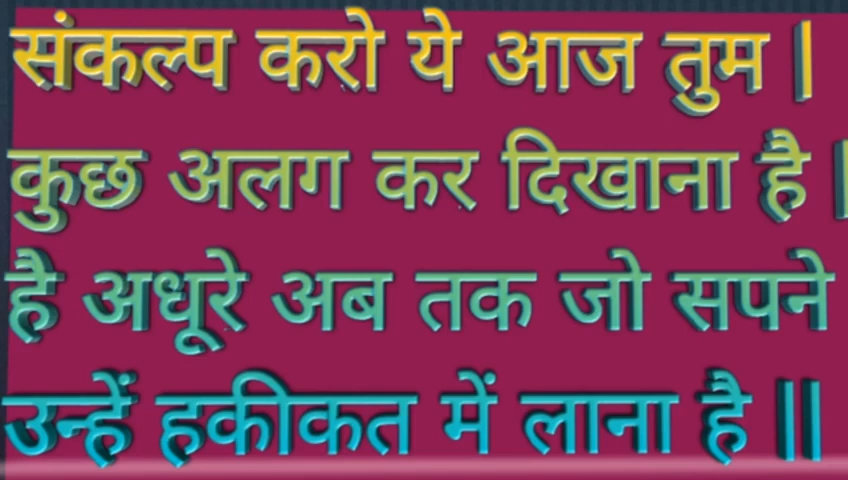 संकल्प करो ये आज तुम |
कुछ अलग कर दिखाना है |
है अधूरे अब तक जो सपने
उन्हें हकीकत में लाना है ||